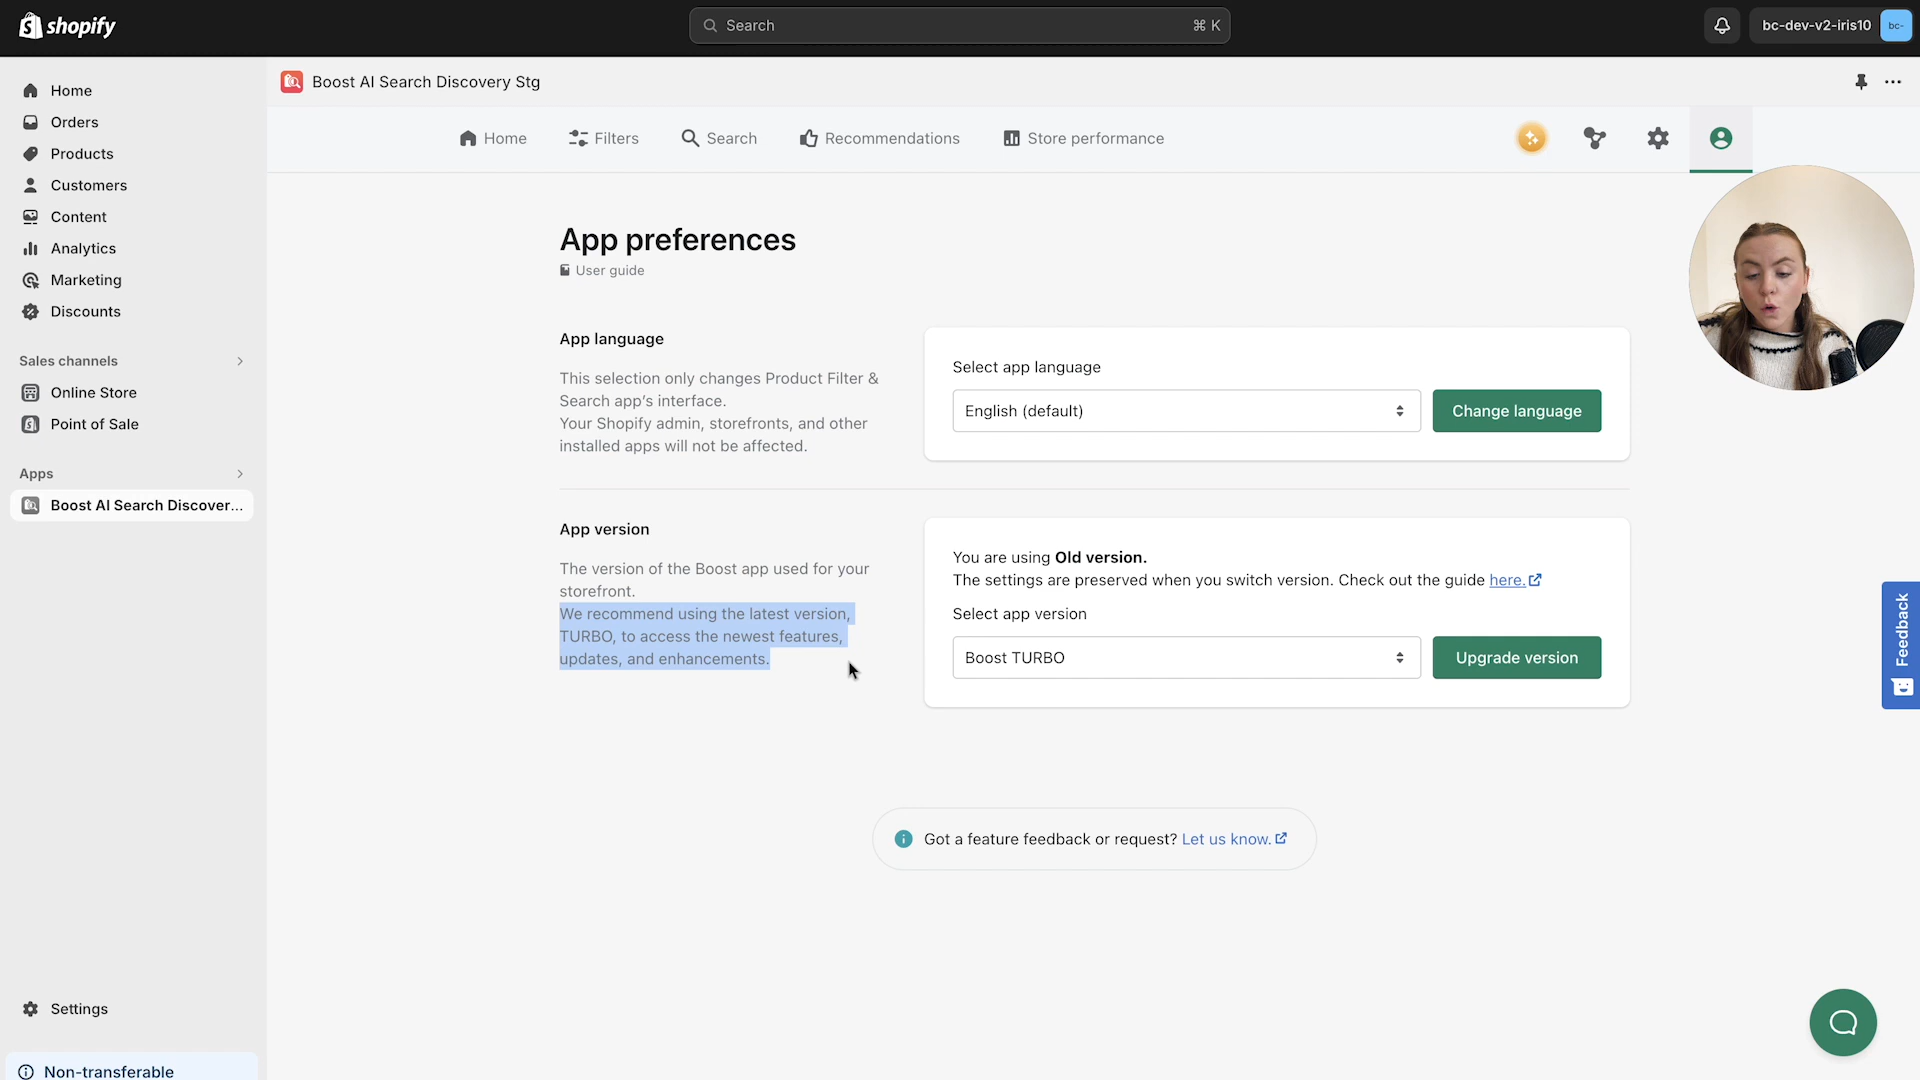 shopify
Search
⌘ K
bc-dev-v2-iris10
bc-
Home
Orders
Products
Customers
Content
Analytics
Marketing
Discounts
Sales channels
Online Store
Point of Sale
Apps
Boost AI Search Discover...
Settings
Non-transferable
Boost AI Search Discovery Stg
Home
Filters
Search
Recommendations
Store performance
App preferences
User guide
App language
This selection only changes Product Filter &
Search app's interface.
Your Shopify admin, storefronts, and other
installed apps will not be affected.
Select app language
English (default)
Change language
App version
The version of the Boost app used for your
storefront.
We recommend using the latest version,
TURBO, to access the newest features,
updates, and enhancements.
You are using Old version.
The settings are preserved when you switch version. Check out the guide here.
Select app version
Boost TURBO
Upgrade version
Got a feature feedback or request? Let us know.
Feedback